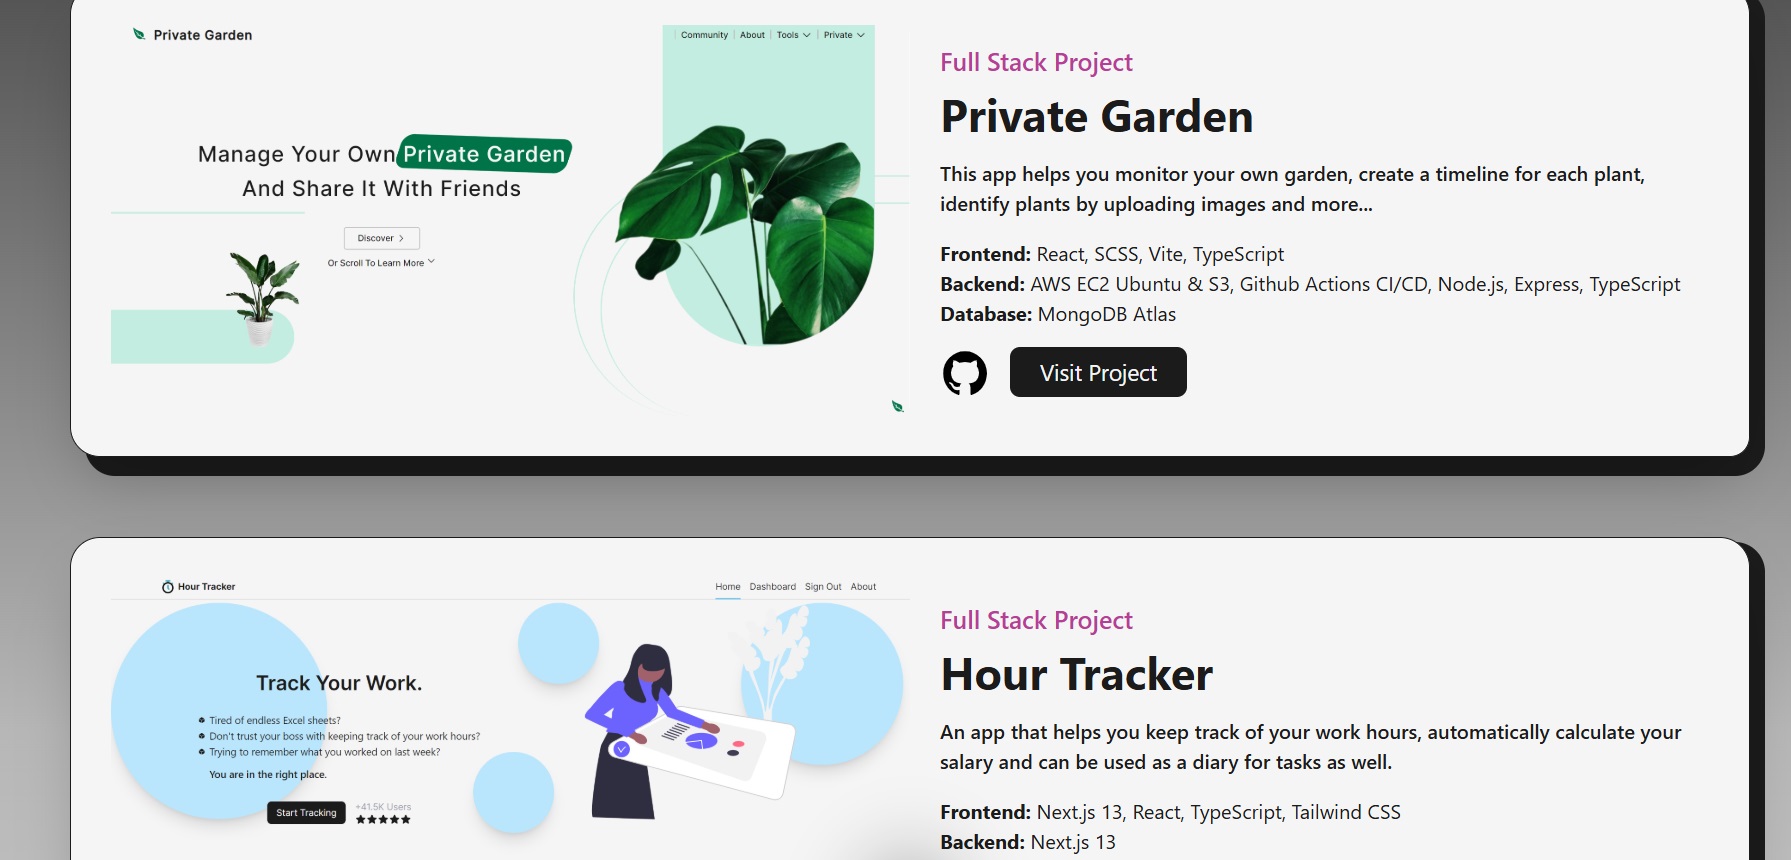 Private Garden
Community About Tools Private
Manage Your Own Private Garden
And Share It With Friends
Discover
Or Scroll To Learn More
Full Stack Project
Private Garden
This app helps you monitor your own garden, create a timeline for each plant,
identify plants by uploading images and more...
Frontend: React, SCSS, Vite, TypeScript
Backend: AWS EC2 Ubuntu & S3, Github Actions CI/CD, Node.js, Express, TypeScript
Database: MongoDB Atlas
Visit Project
Hour Tracker
Home Dashboard Sign Out About
Track Your Work.
Tired of endless Excel sheets?
Don't trust your boss with keeping track of your work hours?
Trying to remember what you worked on last week?
You are in the right place.
Start Tracking
+41.5K Users
Full Stack Project
Hour Tracker
An app that helps you keep track of your work hours, automatically calculate your
salary and can be used as a diary for tasks as well.
Frontend: Next.js 13, React, TypeScript, Tailwind CSS
Backend: Next.js 13